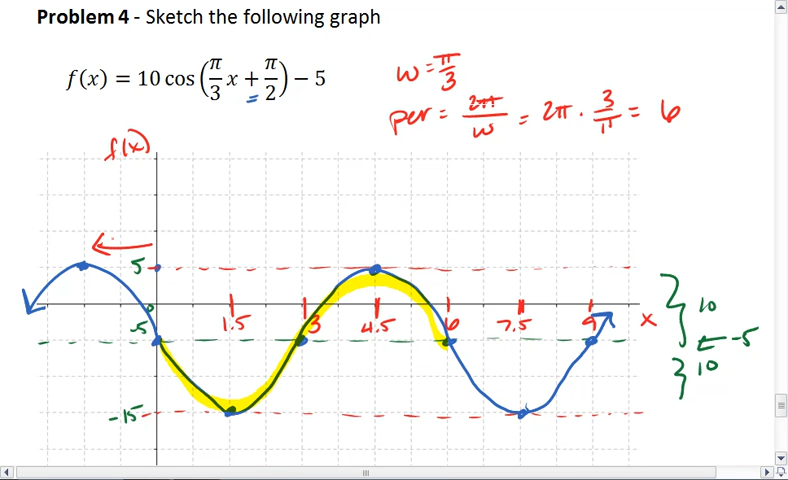 Problem 4 - Sketch the following graph
f(x) = 10 cos(π/3 x + π/2) − 5
w = π/3
per = 2π/w = 2π · 3/π = 6
f(x)
5
0
-5
1.5 3 4.5 6 7.5 9 x
-15
10
-5
10